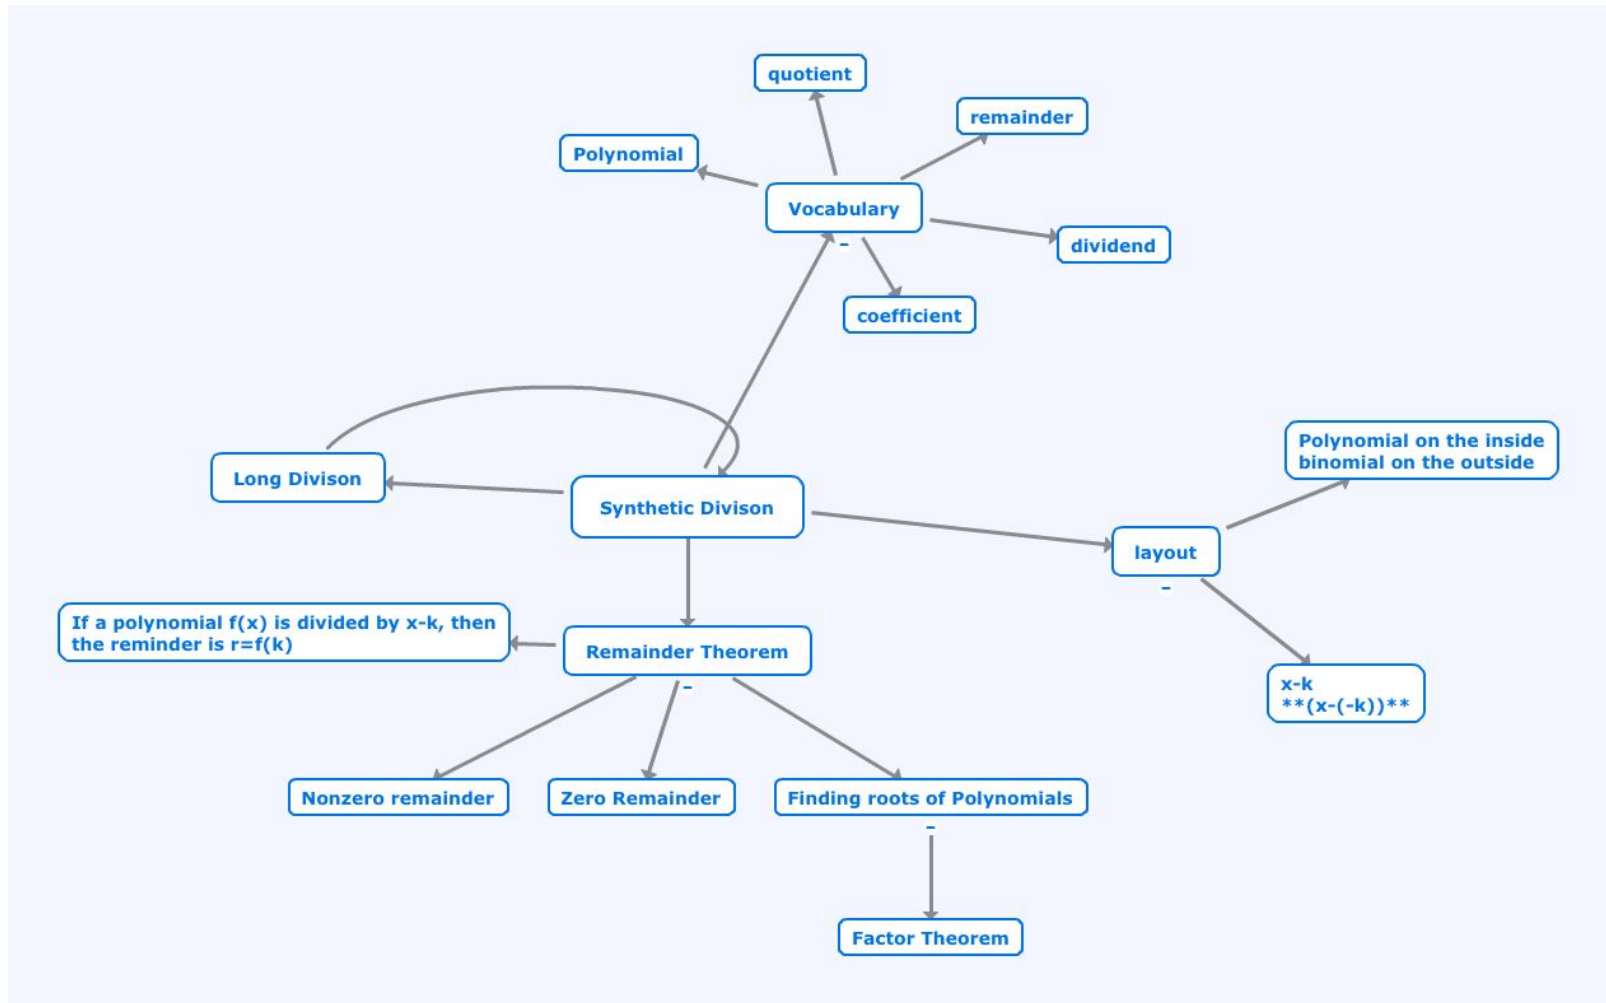 quotient
remainder
Polynomial
Vocabulary
dividend
coefficient
Polynomial on the inside
binomial on the outside
Long Divison
Synthetic Divison
layout
If a polynomial f(x) is divided by x-k, then
the reminder is r=f(k)
Remainder Theorem
x-k
**(x-(-k))**
Nonzero remainder
Zero Remainder
Finding roots of Polynomials
Factor Theorem